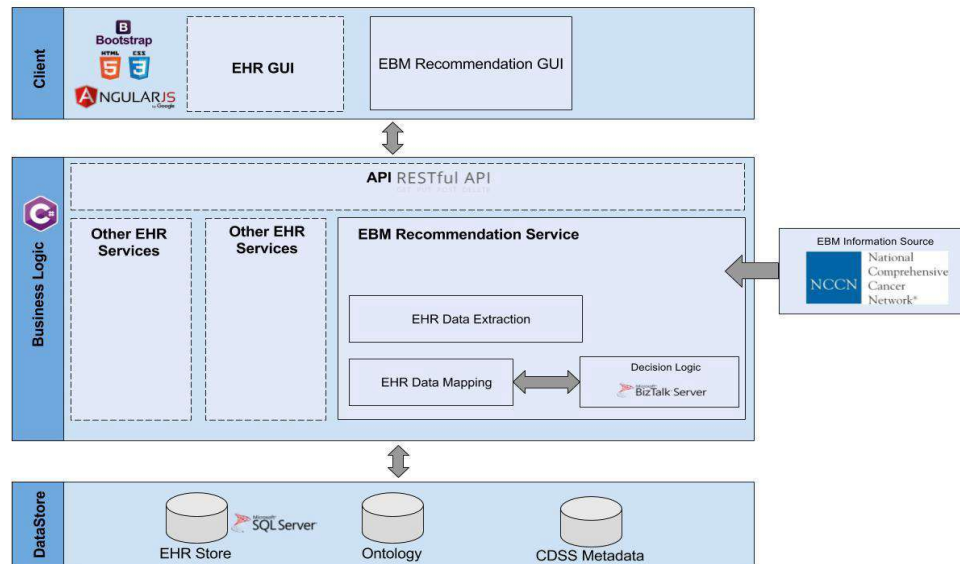 Client
B
Bootstrap
HTML
5
CSS
3
ANGULARJS
by Google
EHR GUI
EBM Recommendation GUI
Business Logic
C#
API RESTful API
Other EHR
Services
Other EHR
Services
EBM Recommendation Service
EHR Data Extraction
EHR Data Mapping
Decision Logic
Microsoft
BizTalk Server
EBM Information Source
NCCN
National
Comprehensive
Cancer
Network®
DataStore
Microsoft
SQL Server
EHR Store
Ontology
CDSS Metadata